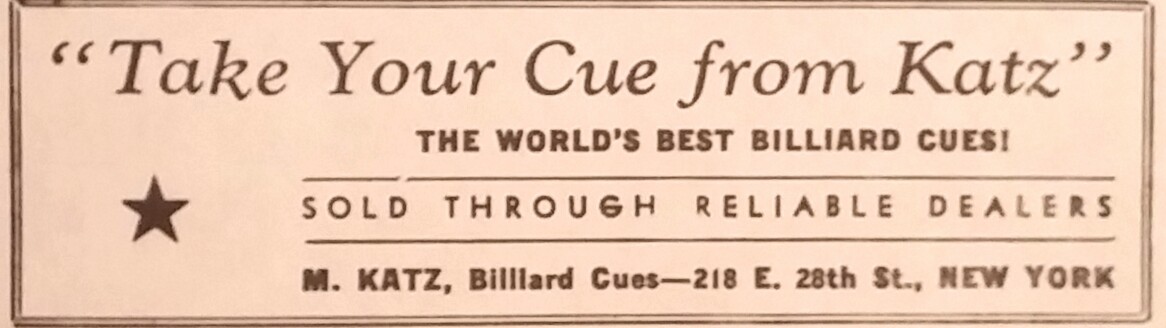 “Take Your Cue from Katz”
THE WORLD'S BEST BILLIARD CUES!
SOLD THROUGH RELIABLE DEALERS
M. KATZ, Billiard Cues—218 E. 28th St., NEW YORK